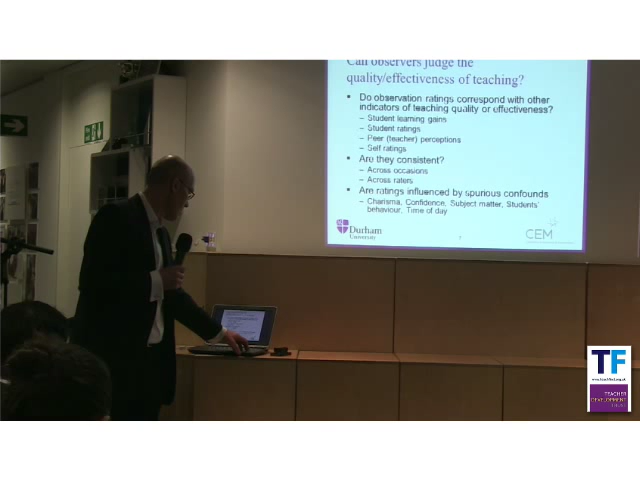 Can observers judge the
quality/effectiveness of teaching?
Do observation ratings correspond with other
indicators of teaching quality or effectiveness?
– Student learning gains
– Student ratings
– Peer (teacher) perceptions
– Self ratings
Are they consistent?
– Across occasions
– Across raters
Are ratings influenced by spurious confounds
– Charisma, Confidence, Subject matter, Students'
behaviour, Time of day
Durham
University
CEM
TF
TEACHER
DEVELOPMENT
TRUST